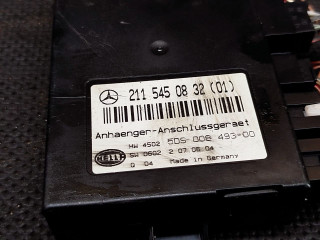 211 545 08 32 (01)
Anhaenger-Anschlussgeraet
HW 4502 5DS 008 493-00
SW 0602 2 07 06 04
Q 04 Made in Germany
HELLA